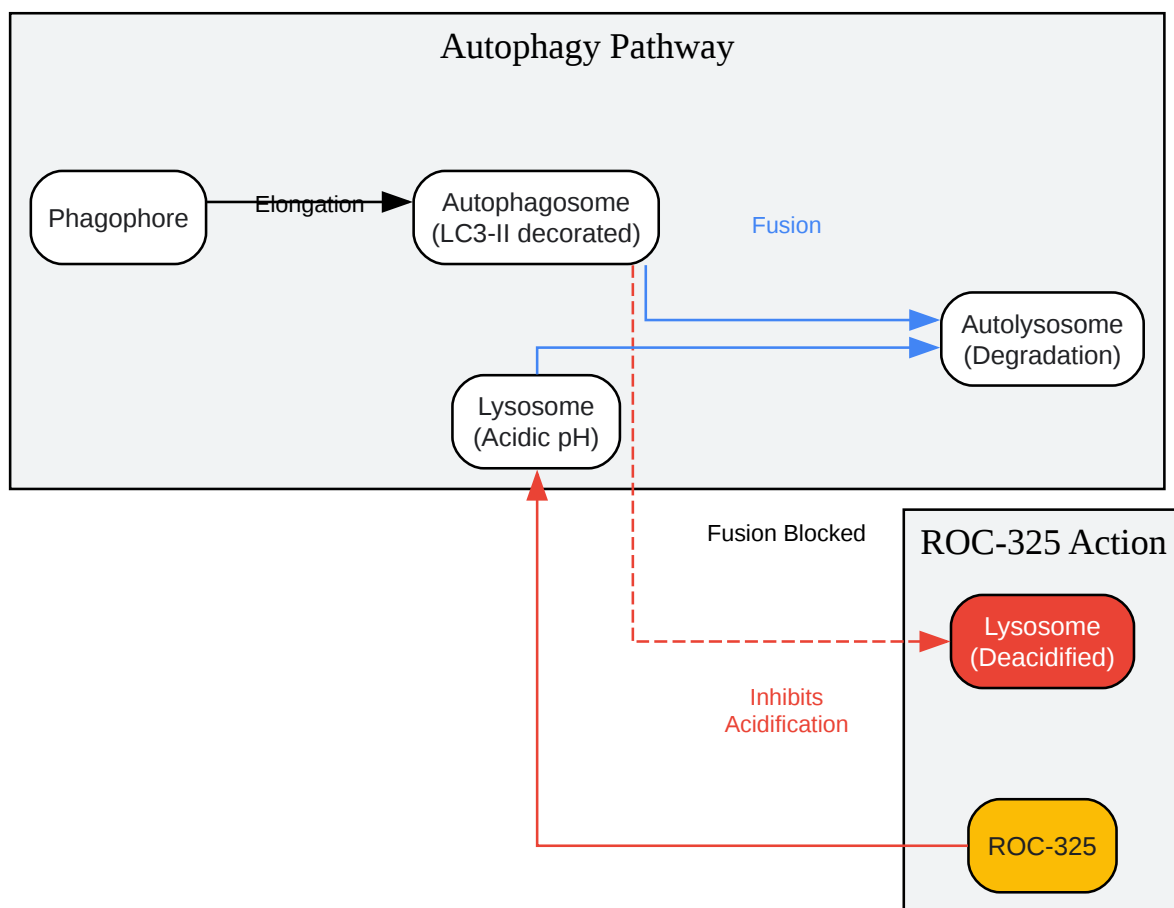 Autophagy Pathway
Phagophore
Elongation
Autophagosome
(LC3-II decorated)
Fusion
Autolysosome
(Degradation)
Lysosome
(Acidic pH)
Fusion Blocked
ROC-325 Action
Lysosome
(Deacidified)
Inhibits
Acidification
ROC-325